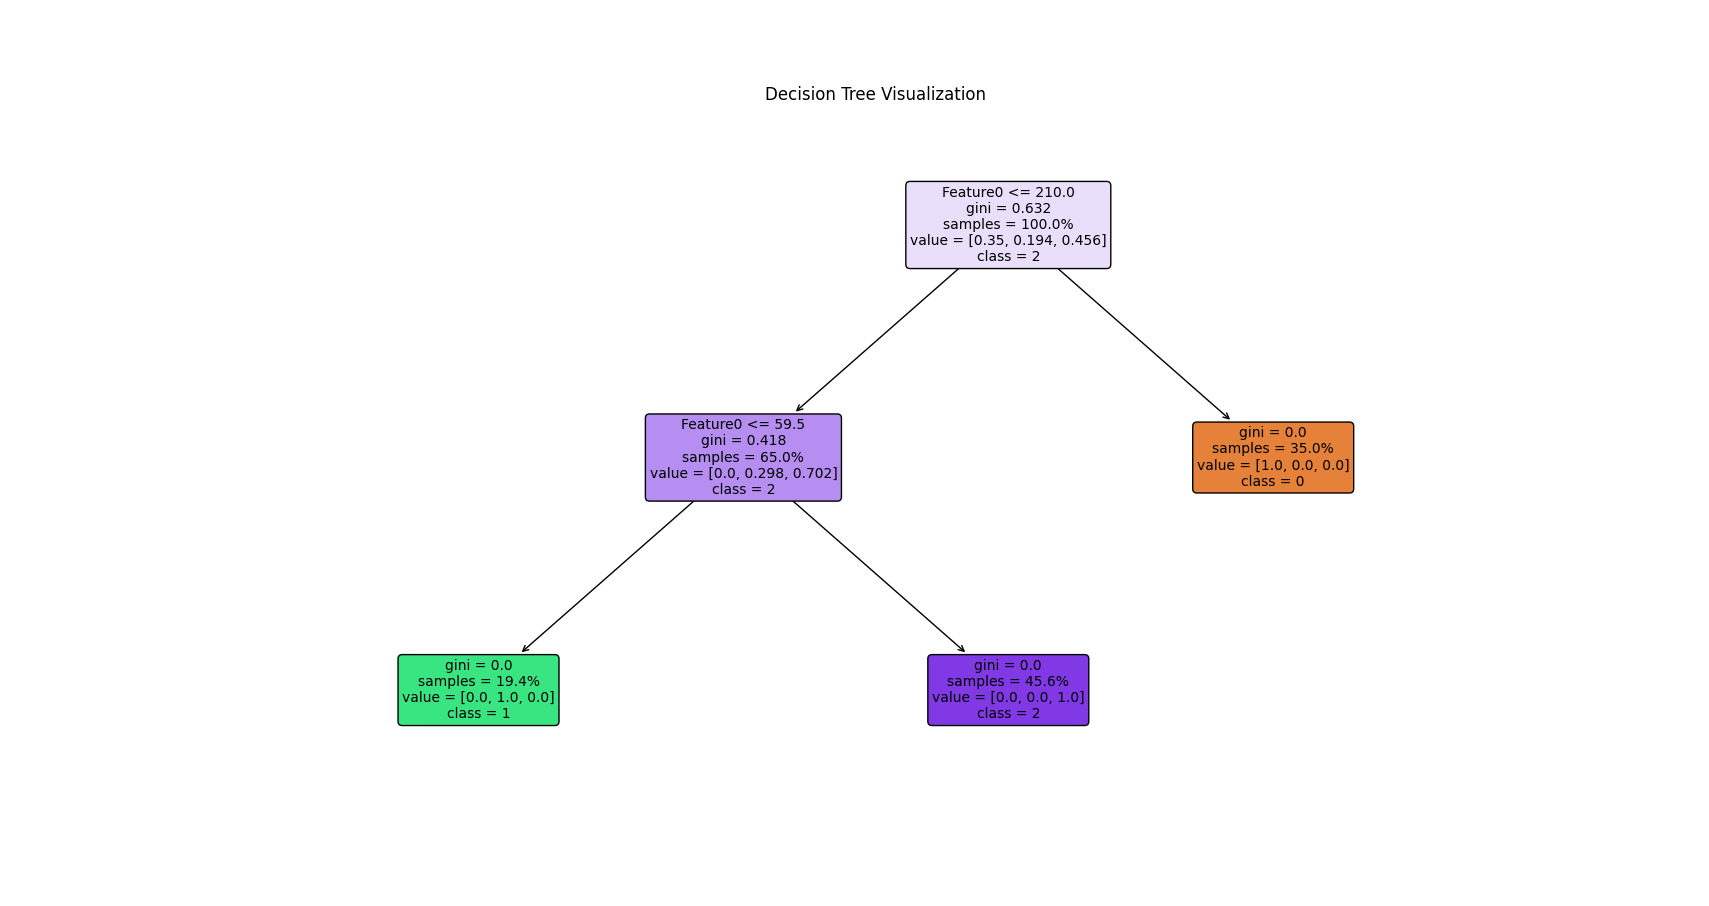 Decision Tree Visualization
Feature0 <= 210.0
gini = 0.632
samples = 100.0%
value = [0.35, 0.194, 0.456]
class = 2
Feature0 <= 59.5
gini = 0.418
samples = 65.0%
value = [0.0, 0.298, 0.702]
class = 2
gini = 0.0
samples = 35.0%
value = [1.0, 0.0, 0.0]
class = 0
gini = 0.0
samples = 19.4%
value = [0.0, 1.0, 0.0]
class = 1
gini = 0.0
samples = 45.6%
value = [0.0, 0.0, 1.0]
class = 2